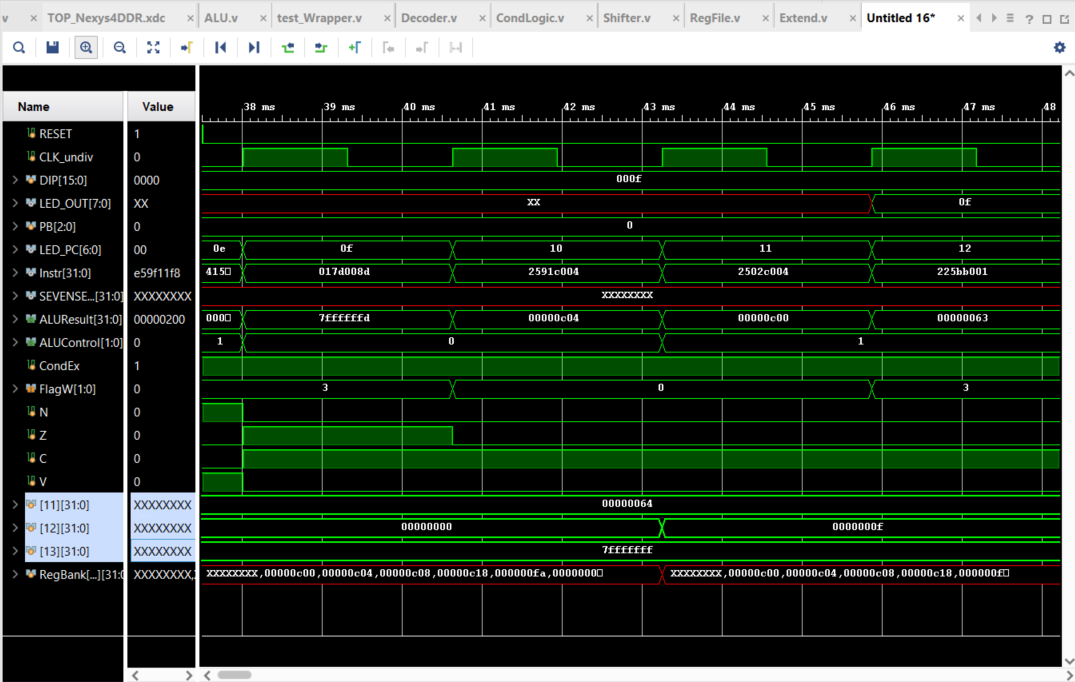 v × TOP_Nexys4DDR.xdc × ALU.v × test_Wrapper.v × Decoder.v × CondLogic.v × Shifter.v × RegFile.v × Extend.v × Untitled 16* ×
Name Value 38 ms 39 ms 40 ms 41 ms 42 ms 43 ms 44 ms 45 ms 46 ms 47 ms 48
RESET 1
CLK_undiv 0
DIP[15:0] 0000 000f
LED_OUT[7:0] XX XX 0f
PB[2:0] 0 0
LED_PC[6:0] 00 0e 0f 10 11 12
Instr[31:0] e59f11f8 415 017d008d 2591c004 2502c004 225bb001
SEVENSE...[31:0] XXXXXXXX XXXXXXXX
ALUResult[31:0] 00000200 000 7ffffffd 00000c04 00000c00 00000063
ALUControl[1:0] 0 1 0 1
CondEx 1
FlagW[1:0] 0 3 0 3
N 0
Z 0
C 0
V 0
[11][31:0] XXXXXXXX 00000064
[12][31:0] XXXXXXXX 00000000 0000000f
[13][31:0] XXXXXXXX 7fffffff
RegBank[...][31:0 XXXXXXXX, XXXXXXXX,00000c00,00000c04,00000c08,00000c18,000000fa,0000000 XXXXXXXX,00000c00,00000c04,00000c08,00000c18,000000f